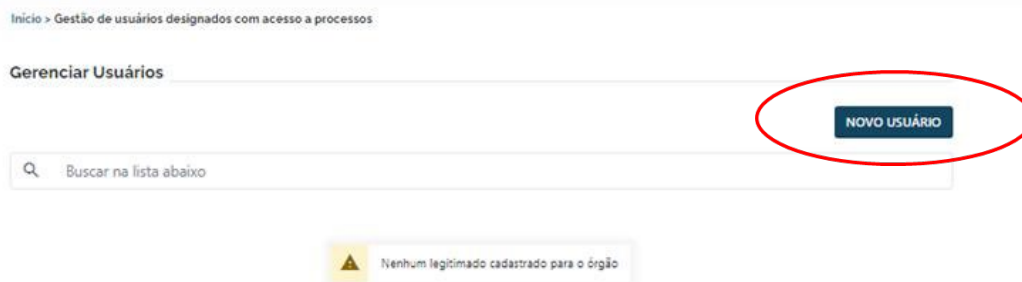 Início > Gestão de usuários designados com acesso a processos
Gerenciar Usuários
NOVO USUÁRIO
Buscar na lista abaixo
Nenhum legitimado cadastrado para o órgão